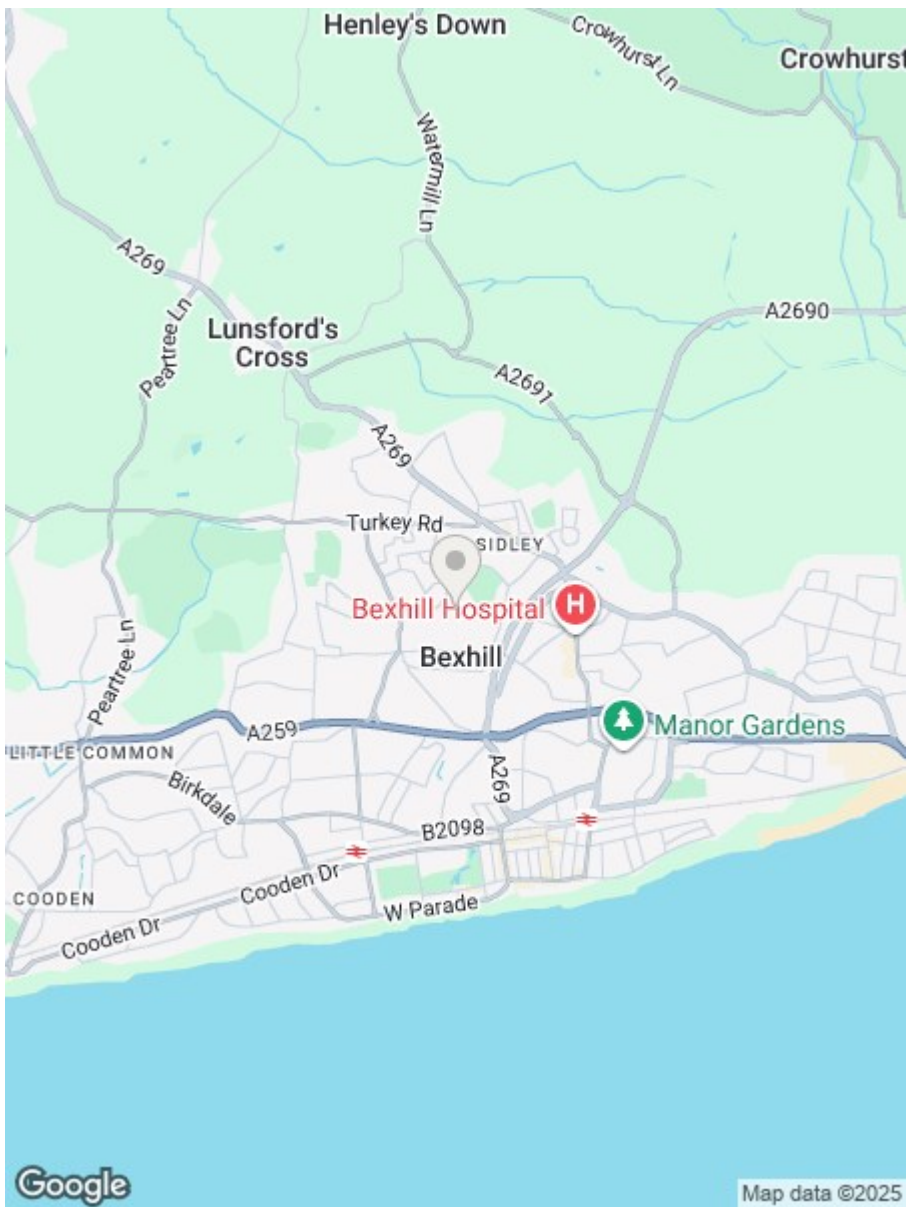 Henley's Down
Crowhurst Ln
Crowhurst
Watermill Ln
A269
A2690
Lunsford's
Cross
Peartree Ln
A2691
A269
Turkey Rd
SIDLEY
Bexhill Hospital
H
Peartree Ln
Bexhill
Manor Gardens
A259
LITTLE COMMON
Birkdale
A269
B2098
Cooden Dr
COODEN
W Parade
Cooden Dr
Google
Map data ©2025